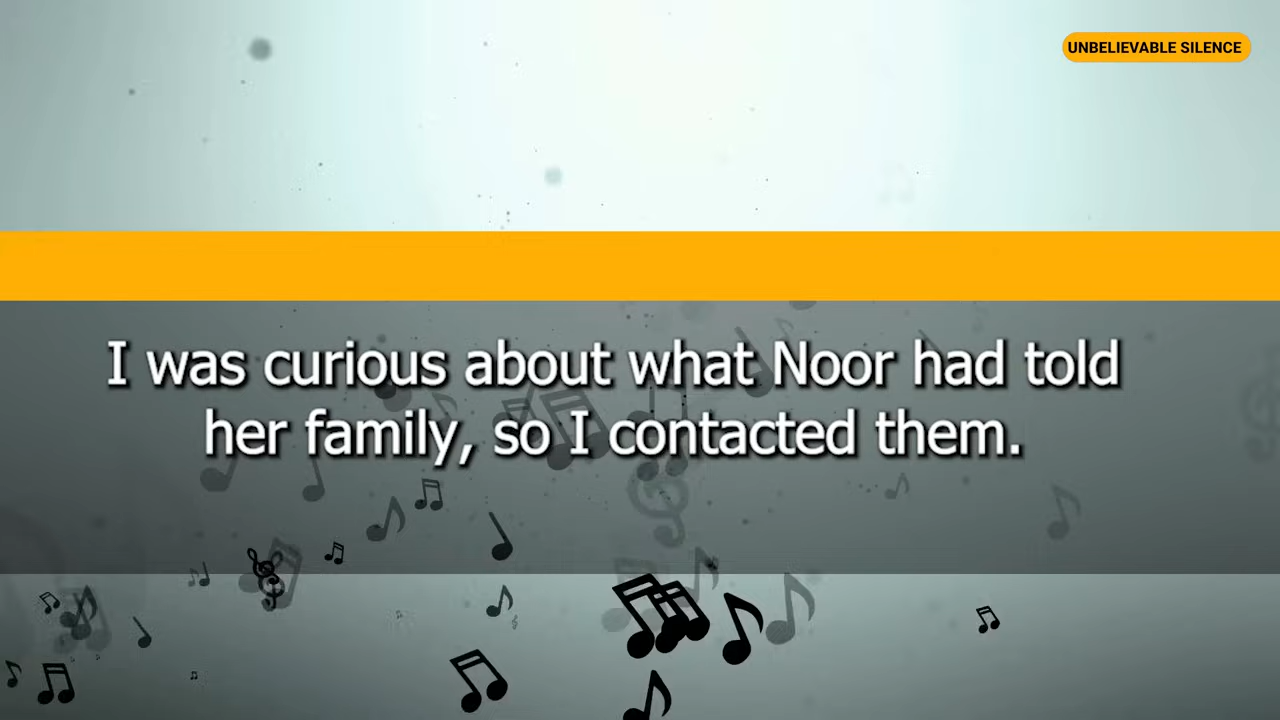 UNBELIEVABLE SILENCE
I was curious about what Noor had told
her family, so I contacted them.